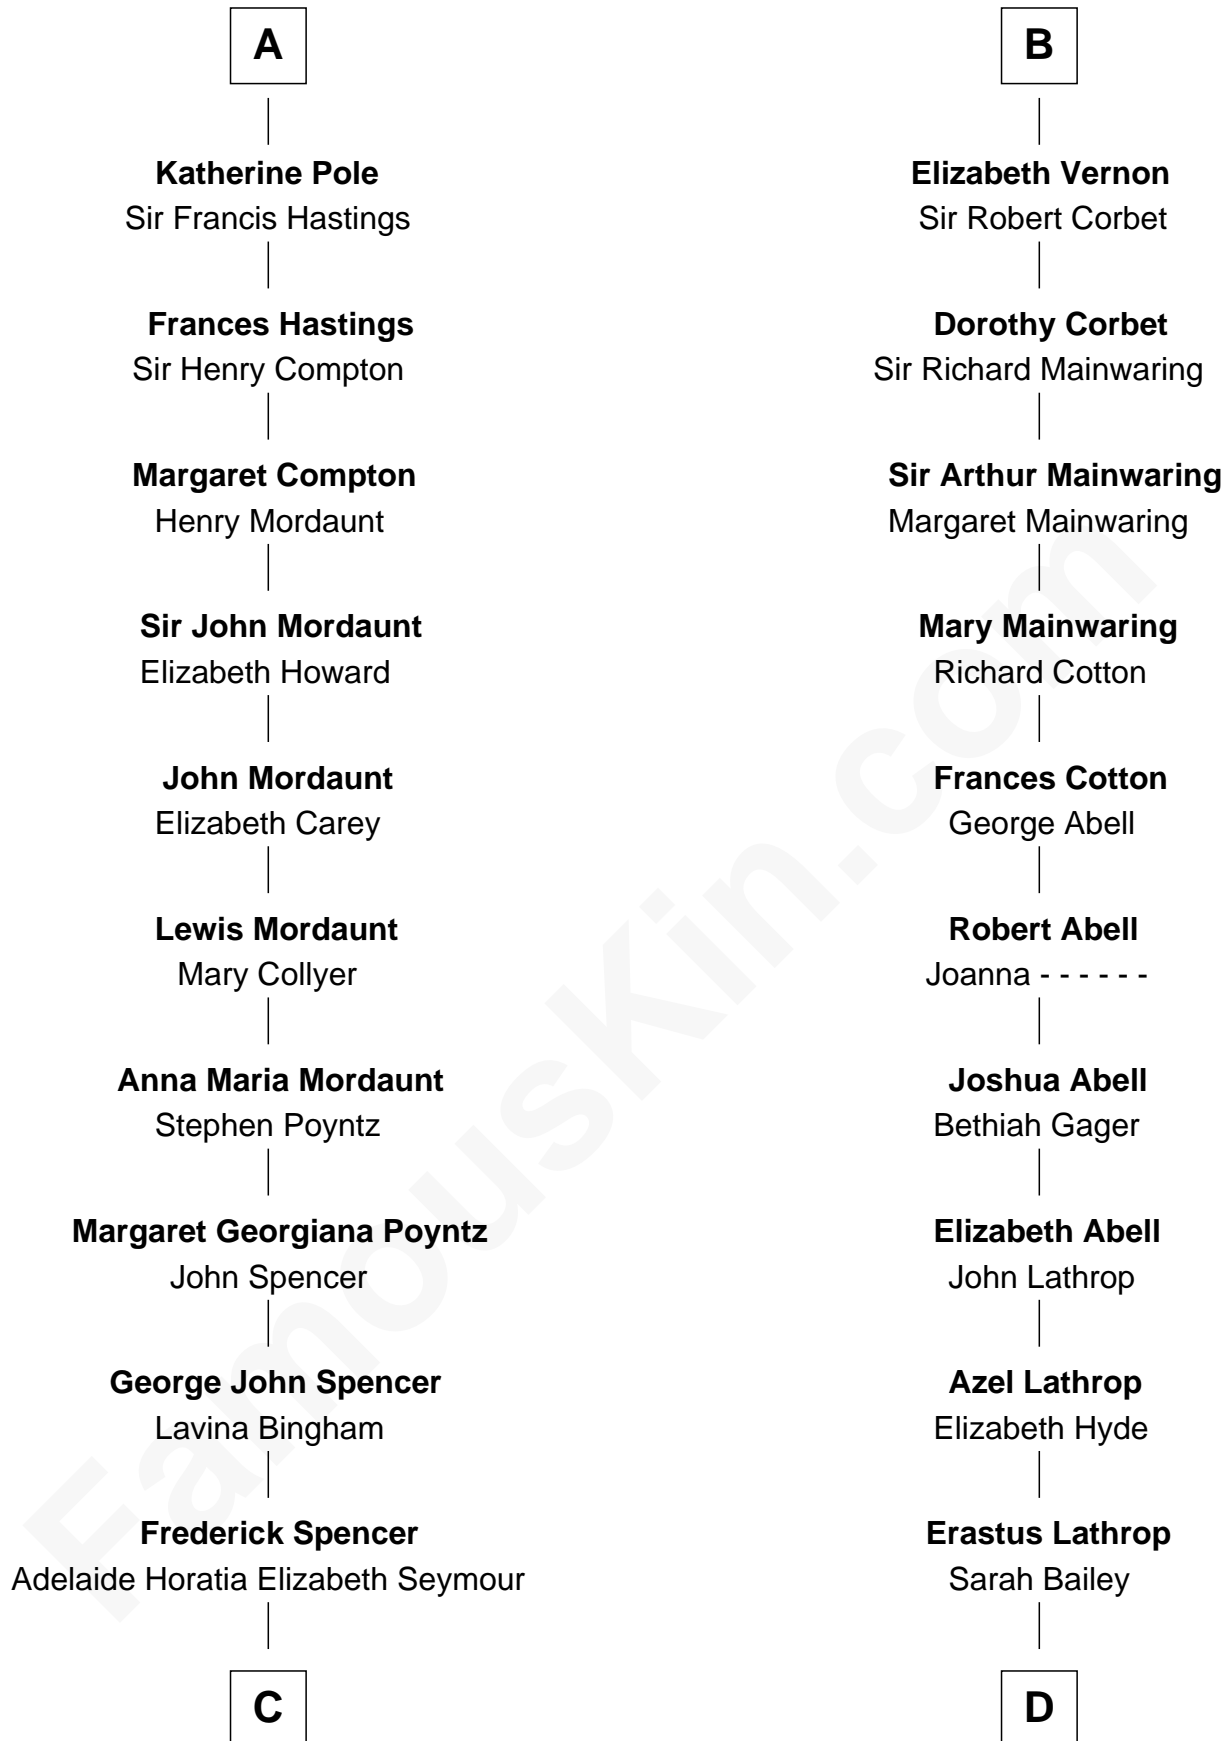 A
Katherine Pole
Sir Francis Hastings
Frances Hastings
Sir Henry Compton
Margaret Compton
Henry Mordaunt
Sir John Mordaunt
Elizabeth Howard
John Mordaunt
Elizabeth Carey
Lewis Mordaunt
Mary Collyer
Anna Maria Mordaunt
Stephen Poyntz
Margaret Georgiana Poyntz
John Spencer
George John Spencer
Lavina Bingham
Frederick Spencer
Adelaide Horatia Elizabeth Seymour
C
B
Elizabeth Vernon
Sir Robert Corbet
Dorothy Corbet
Sir Richard Mainwaring
Sir Arthur Mainwaring
Margaret Mainwaring
Mary Mainwaring
Richard Cotton
Frances Cotton
George Abell
Robert Abell
Joanna - - - - - -
Joshua Abell
Bethiah Gager
Elizabeth Abell
John Lathrop
Azel Lathrop
Elizabeth Hyde
Erastus Lathrop
Sarah Bailey
D
FamousKin.com